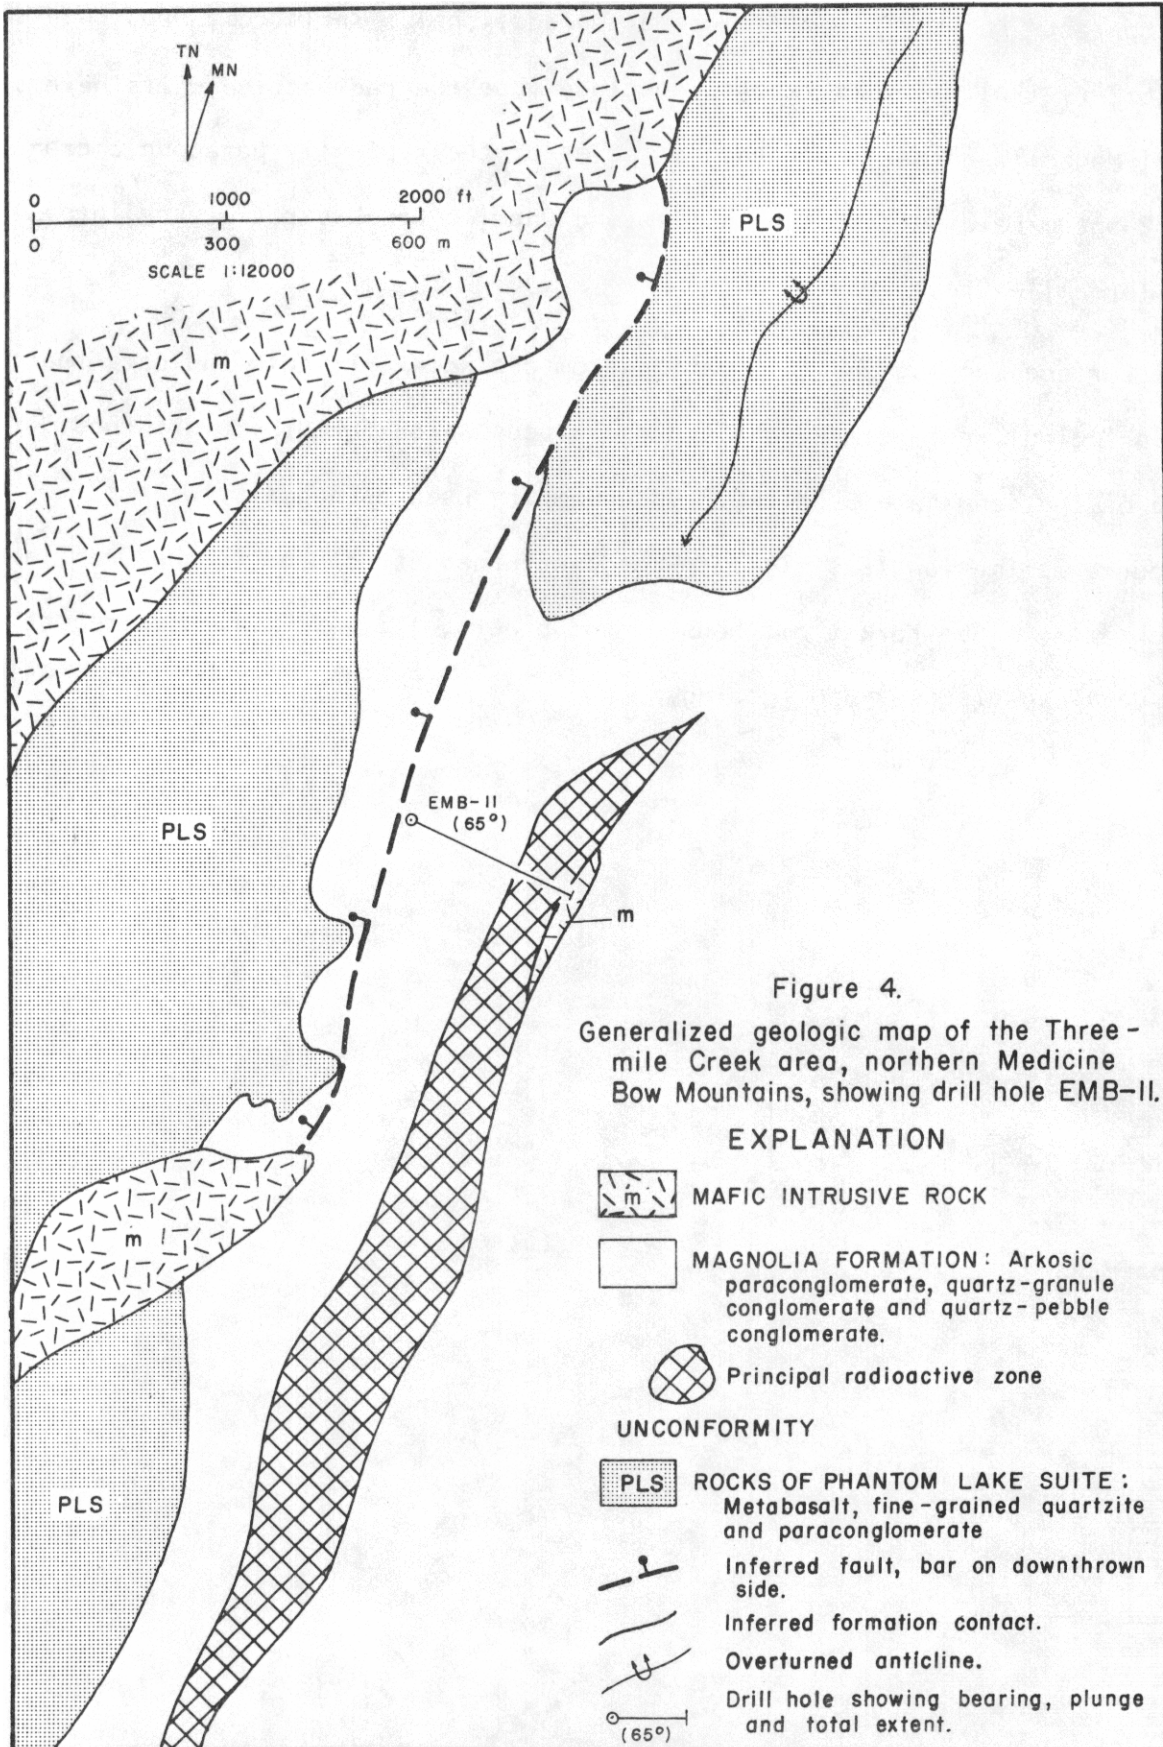 TN
MN
0 1000 2000 ft
0 300 600 m
SCALE 1:12000
PLS
m
EMB-11
(65°)
PLS
m
Figure 4.
Generalized geologic map of the Three-
mile Creek area, northern Medicine
Bow Mountains, showing drill hole EMB-11.
EXPLANATION
m MAFIC INTRUSIVE ROCK
m
MAGNOLIA FORMATION: Arkosic
paraconglomerate, quartz-granule
conglomerate and quartz-pebble
conglomerate.
Principal radioactive zone
UNCONFORMITY
PLS ROCKS OF PHANTOM LAKE SUITE:
Metabasalt, fine-grained quartzite
and paraconglomerate
PLS
Inferred fault, bar on downthrown
side.
Inferred formation contact.
Overturned anticline.
Drill hole showing bearing, plunge
and total extent.
(65°)